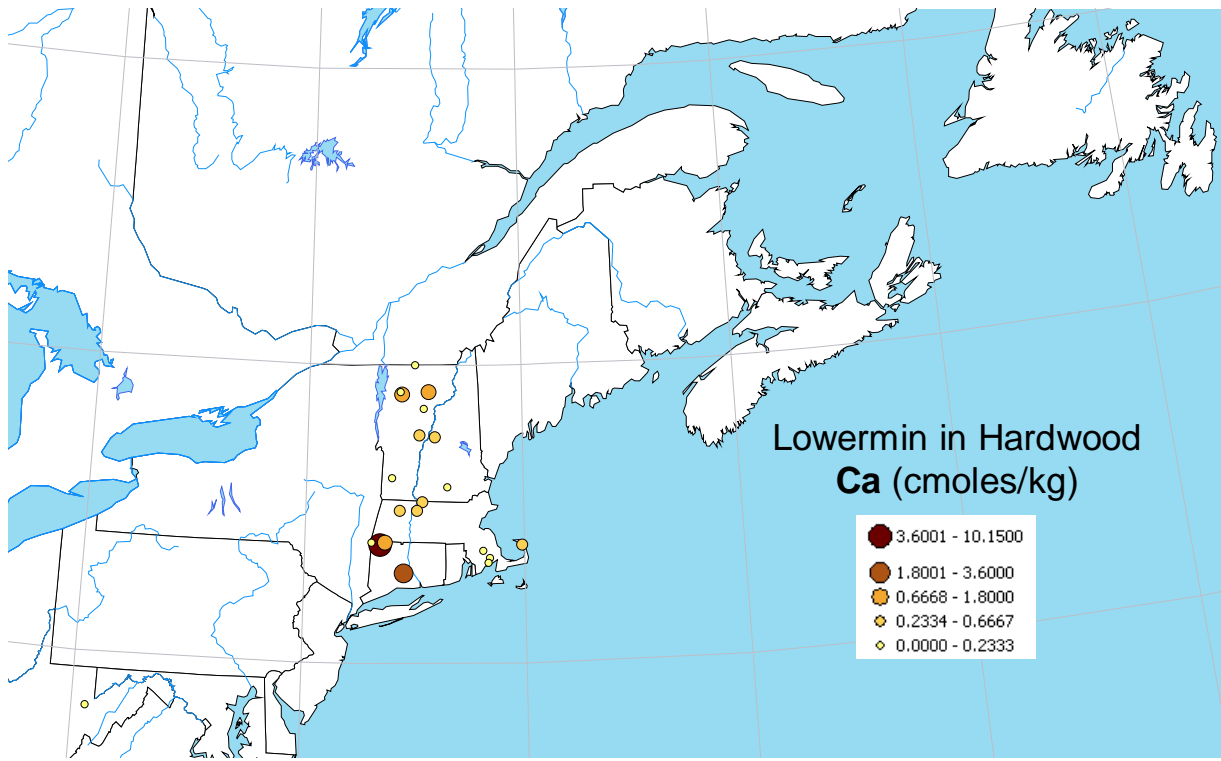 Lowermin in Hardwood
Ca (cmoles/kg)
3.6001 - 10.1500
1.8001 - 3.6000
0.6668 - 1.8000
0.2334 - 0.6667
0.0000 - 0.2333